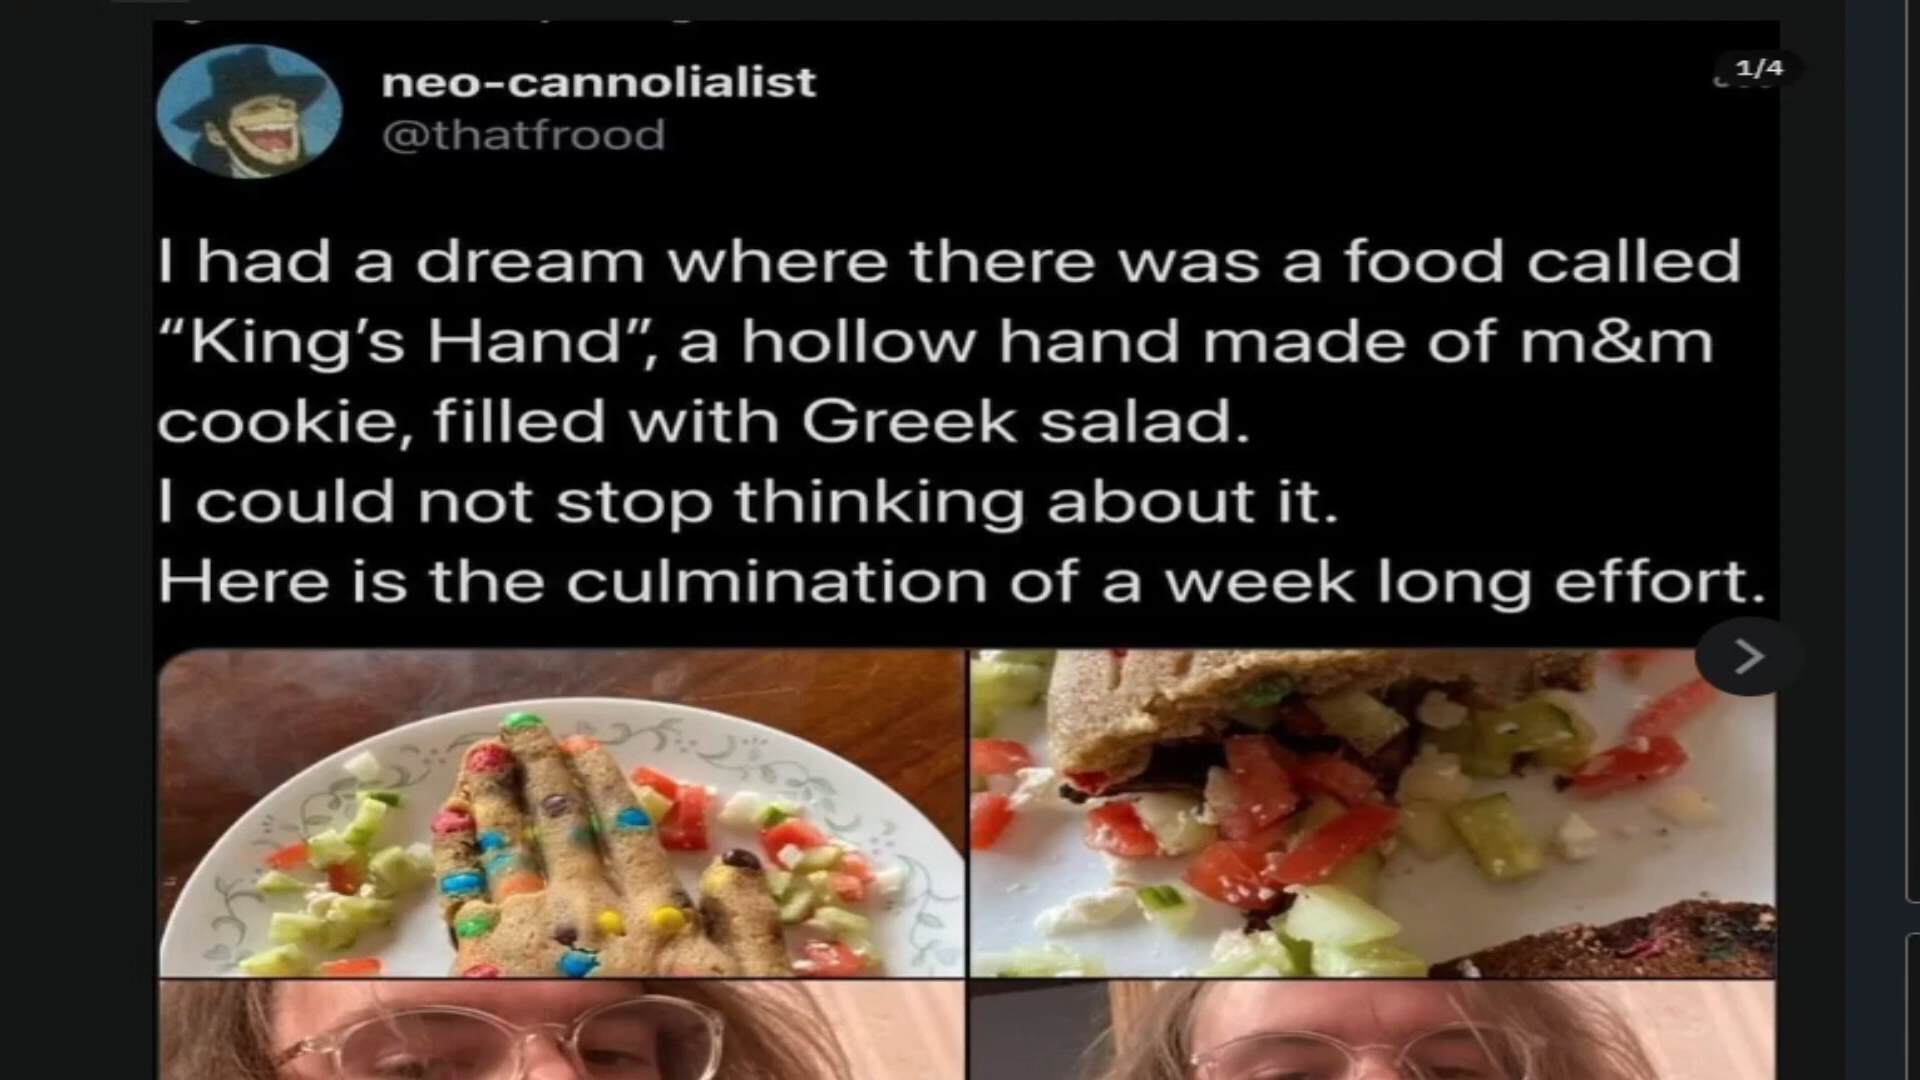 neo-cannolialist
@thatfrood
1/4
I had a dream where there was a food called
“King’s Hand”, a hollow hand made of m&m
cookie, filled with Greek salad.
I could not stop thinking about it.
Here is the culmination of a week long effort.